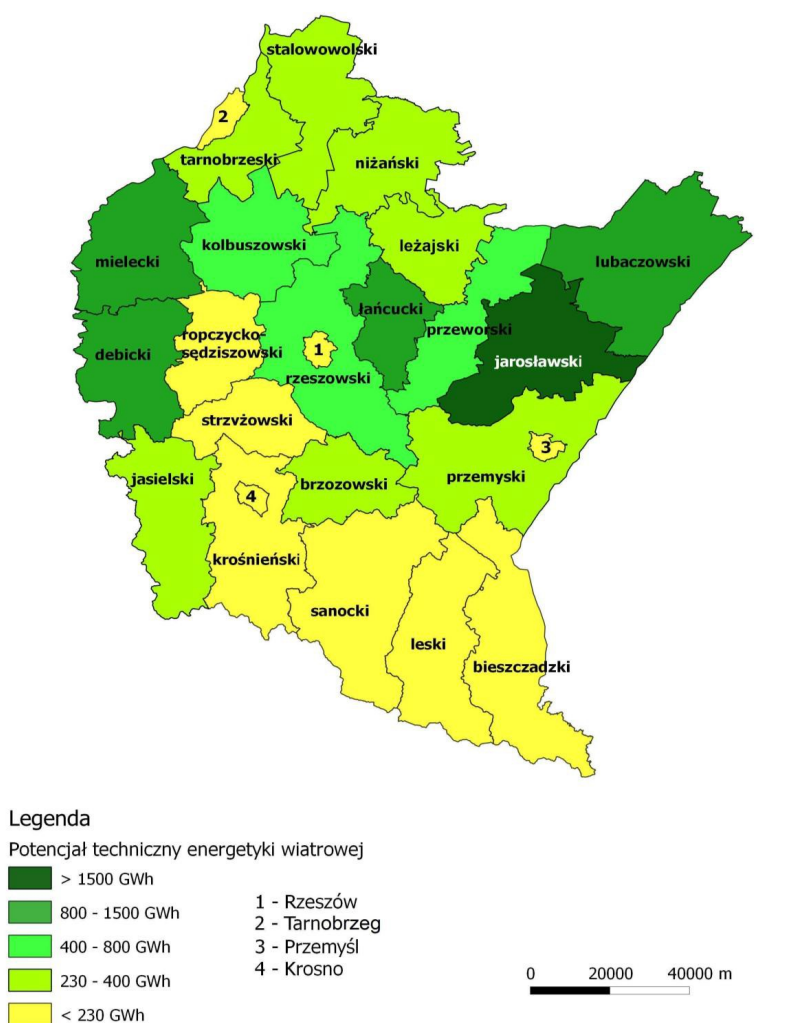 stalowowolski
2
tarnobrzeski
niżański
kolbuszowski
leżajski
mielecki
lubaczowski
łańcucki
przeworski
ropczycko-
sędziszowski
debicki
1
rzeszowski
jarosławski
strzvżowski
3
jasielski
brzozowski
przemyski
4
krośnieński
sanocki
leski
bieszczadzki
Legenda
Potencjał techniczny energetyki wiatrowej
> 1500 GWh
800 - 1500 GWh
400 - 800 GWh
230 - 400 GWh
< 230 GWh
1 - Rzeszów
2 - Tarnobrzeg
3 - Przemyśl
4 - Krosno
0 20000 40000 m